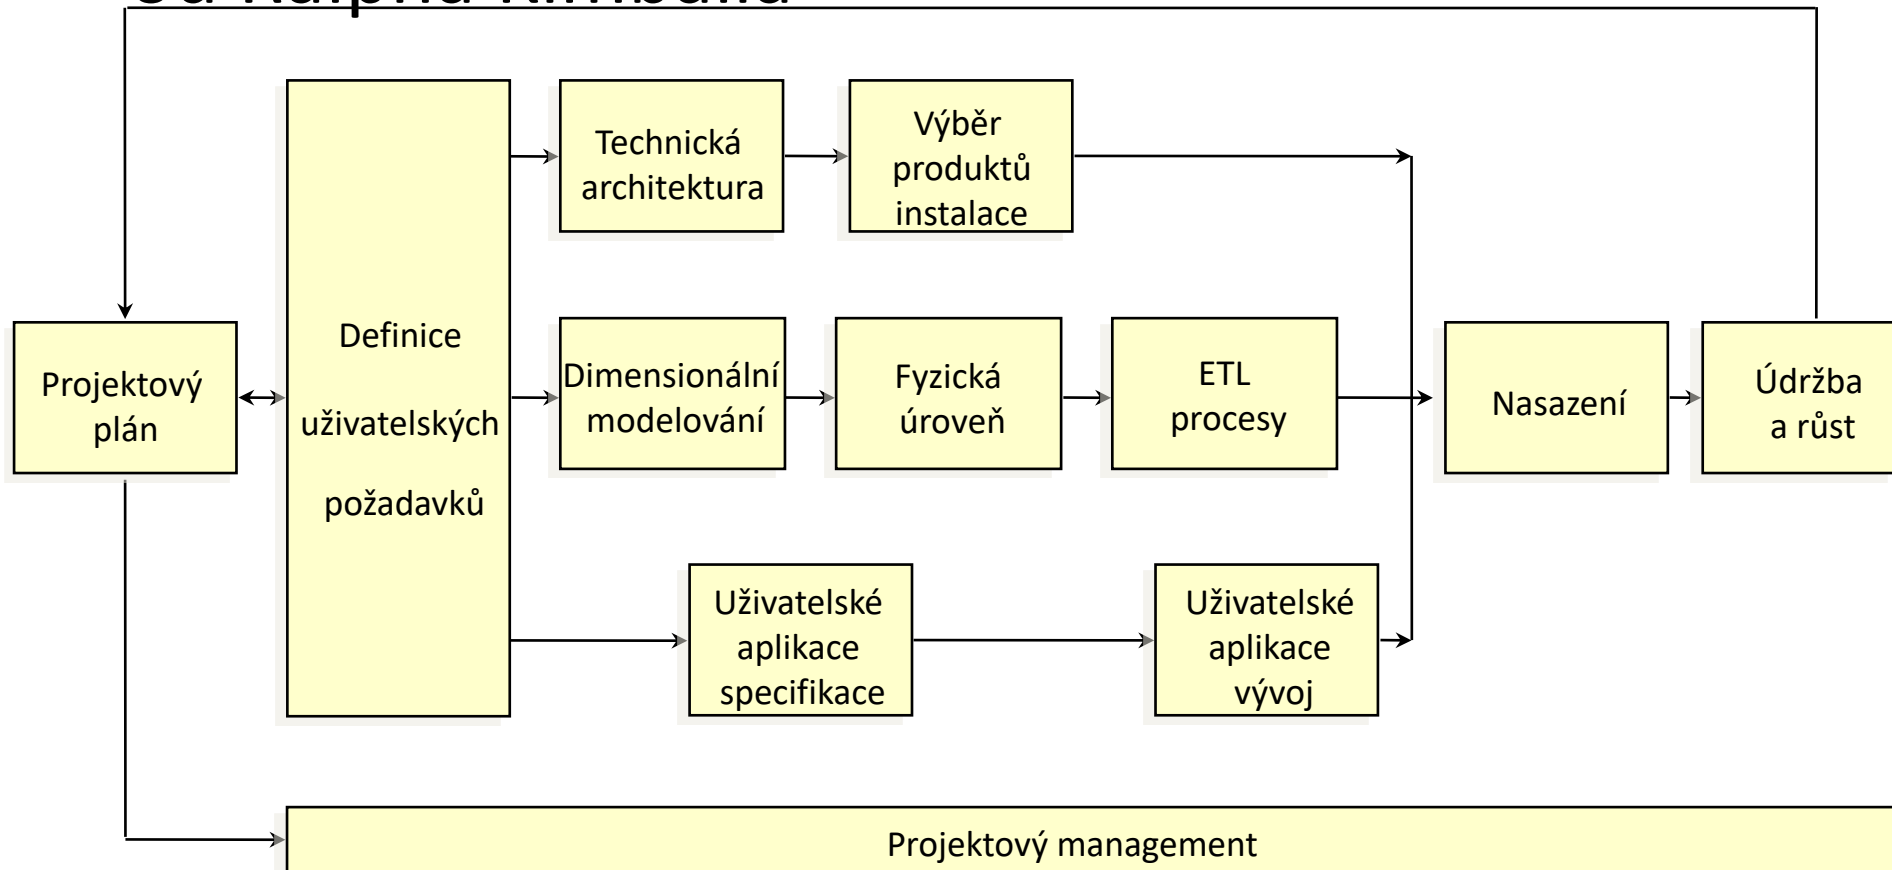 Technická
architektura
Výběr
produktů
instalace
Projektový
plán
Definice
uživatelských
požadavků
Dimensionální
modelování
Fyzická
úroveň
ETL
procesy
Nasazení
Údržba
a růst
Uživatelské
aplikace
specifikace
Uživatelské
aplikace
vývoj
Projektový management